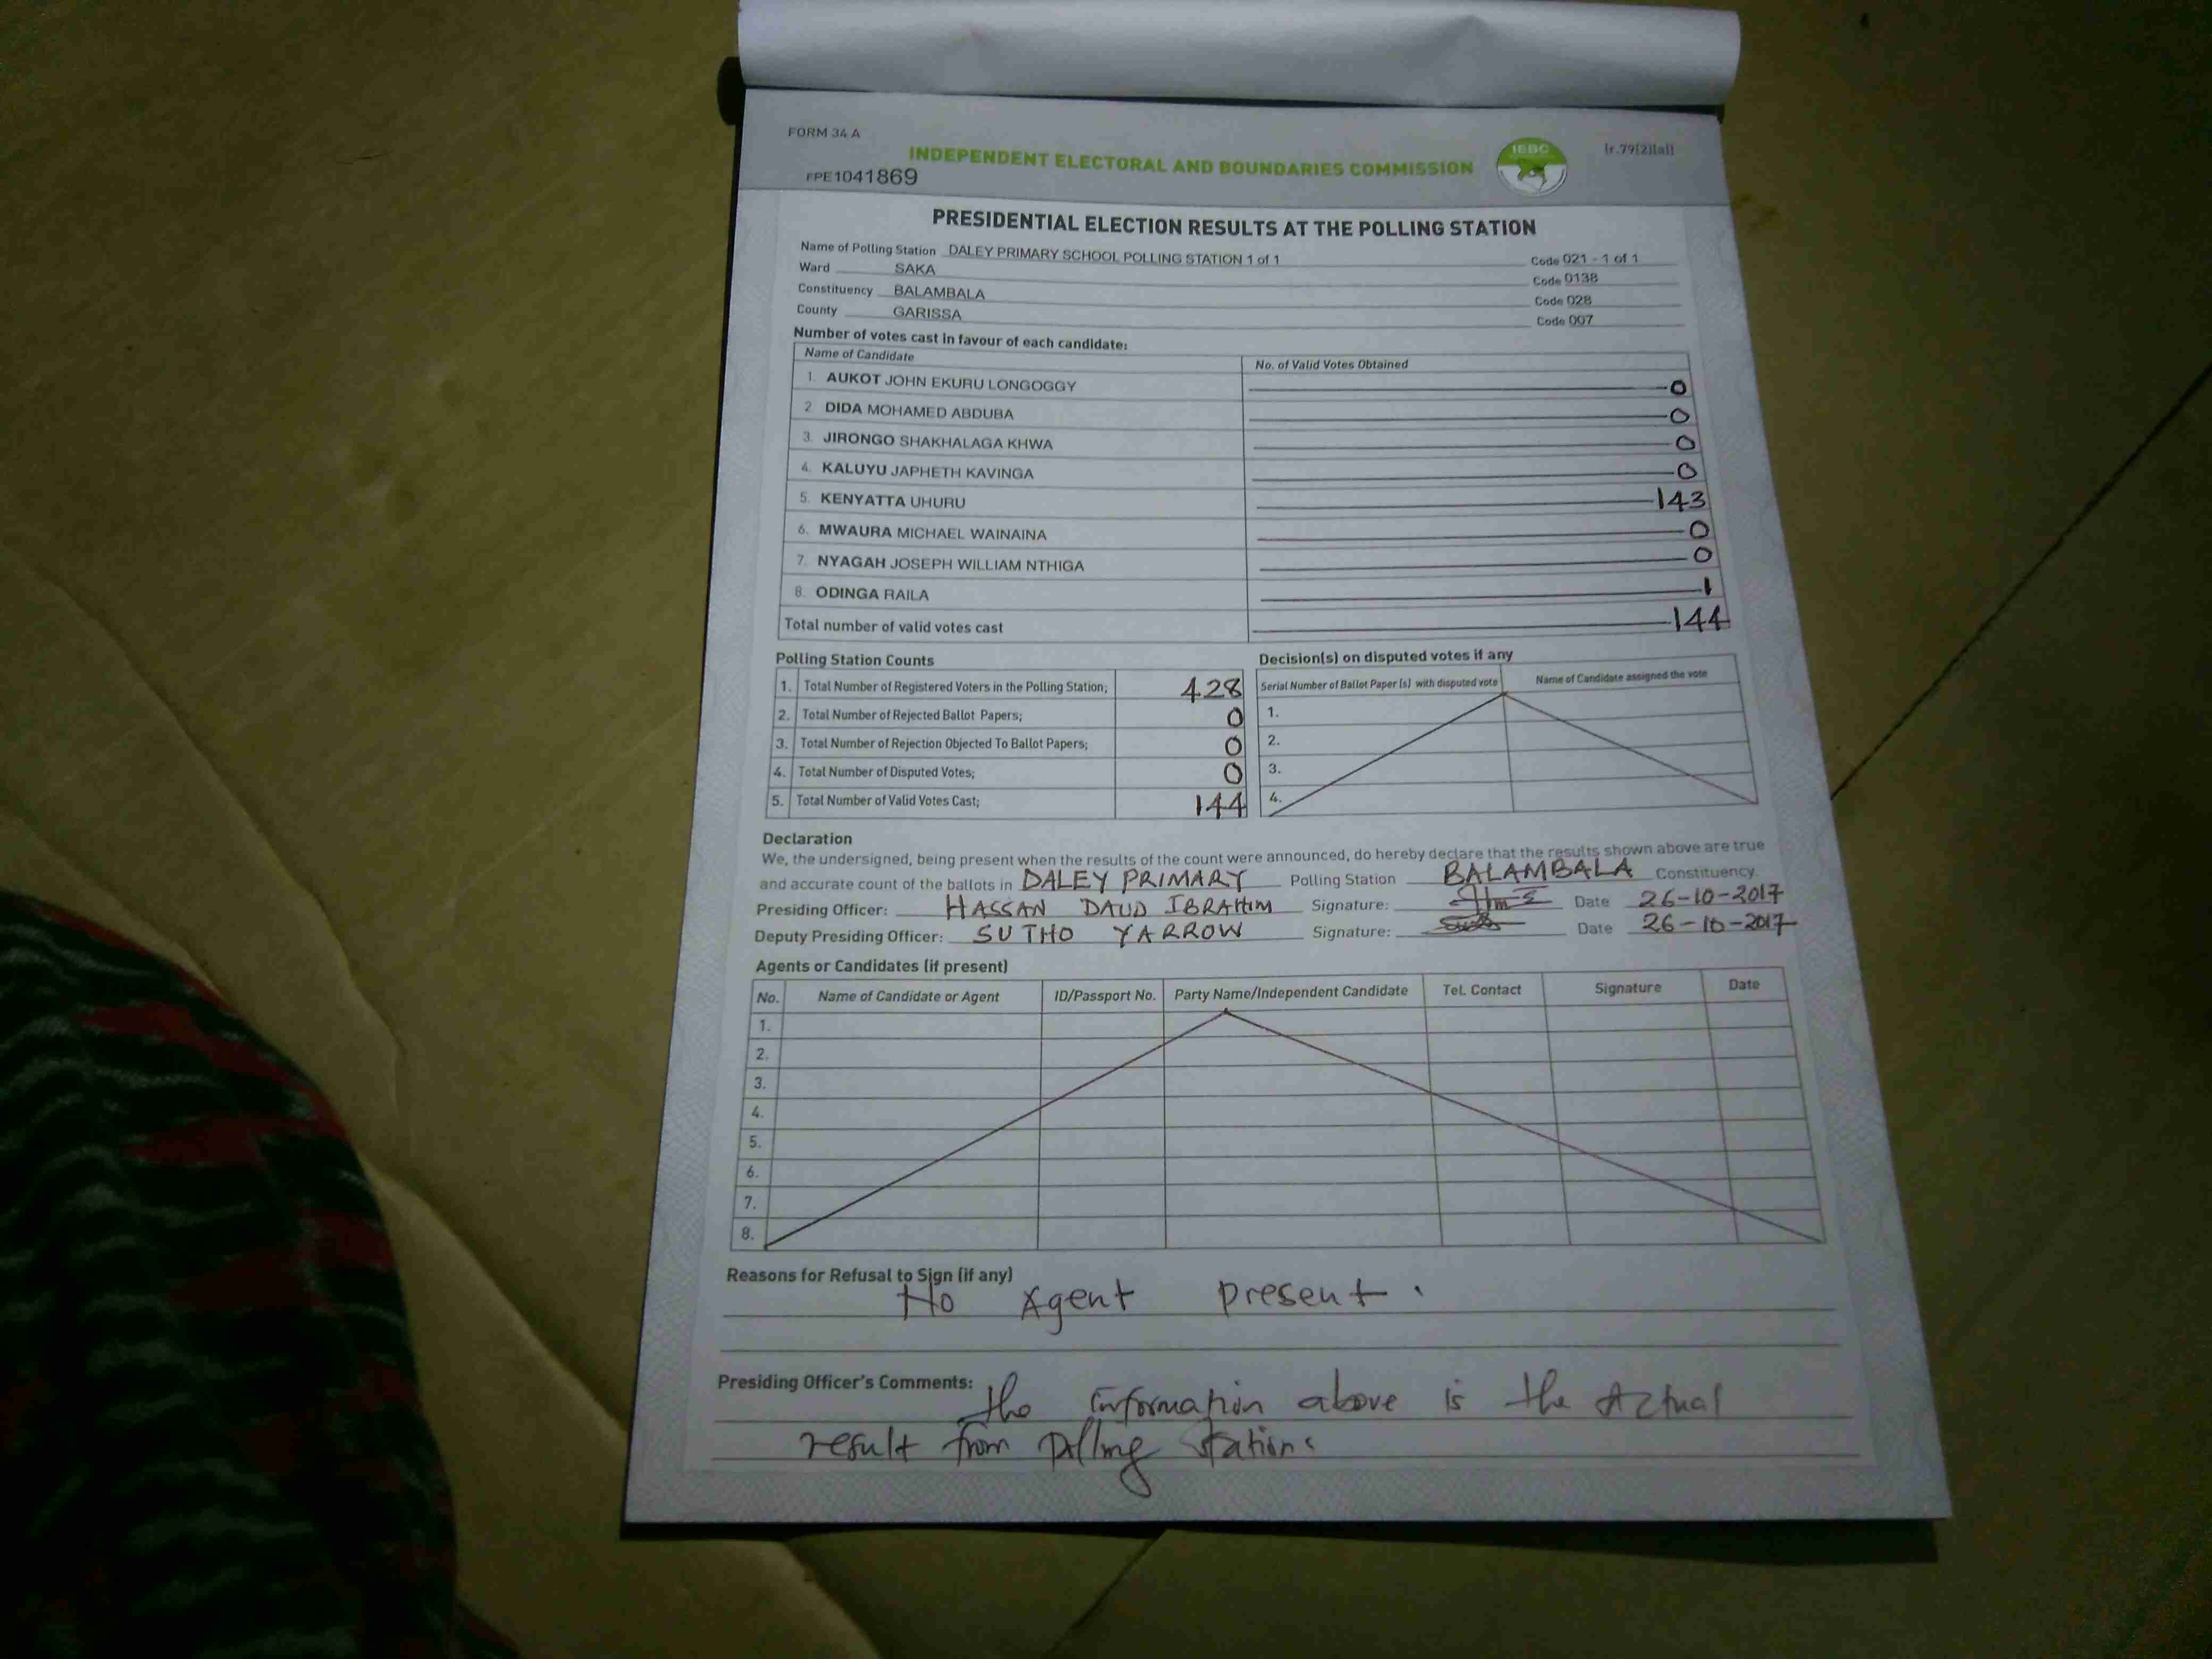 FORM 34 A
INDEPENDENT ELECTORAL AND BOUNDARIES COMMISSION
IEBC
(r.79(2)(a))
FPE1041869
PRESIDENTIAL ELECTION RESULTS AT THE POLLING STATION
Name of Polling Station DALEY PRIMARY SCHOOL POLLING STATION 1 of 1 Code 021 - 1 of 1
Ward SAKA Code 0138
Constituency BALAMBALA Code 028
County GARISSA Code 007
Number of votes cast in favour of each candidate:
Name of Candidate No. of Valid Votes Obtained
1. AUKOT JOHN EKURU LONGOGGY 0
2 DIDA MOHAMED ABDUBA 0
3. JIRONGO SHAKHALAGA KHWA 0
4. KALUYU JAPHETH KAVINGA 0
5. KENYATTA UHURU 143
6. MWAURA MICHAEL WAINAINA 0
7. NYAGAH JOSEPH WILLIAM NTHIGA 0
8. ODINGA RAILA 1
Total number of valid votes cast 144
Polling Station Counts
1. Total Number of Registered Voters in the Polling Station; 428
2. Total Number of Rejected Ballot Papers; 0
3. Total Number of Rejection Objected To Ballot Papers; 0
4. Total Number of Disputed Votes; 0
5. Total Number of Valid Votes Cast; 144
Decision(s) on disputed votes if any
Serial Number of Ballot Paper (s) with disputed vote Name of Candidate assigned the vote
1.
2.
3.
4.
Declaration
We, the undersigned, being present when the results of the count were announced, do hereby declare that the results shown above are true
and accurate count of the ballots in DALEY PRIMARY Polling Station BALAMBALA Constituency.
Presiding Officer: HASSAN DAUD IBRAHIM Signature: Date 26-10-2017
Deputy Presiding Officer: SUTHO YARROW Signature: Date 26-10-2017
Agents or Candidates (if present)
No. Name of Candidate or Agent ID/Passport No. Party Name/Independent Candidate Tel. Contact Signature Date
1.
2.
3.
4.
5.
6.
7.
8.
Reasons for Refusal to Sign (if any)
No Agent present.
Presiding Officer's Comments:
the information above is the Actual
result from polling station.